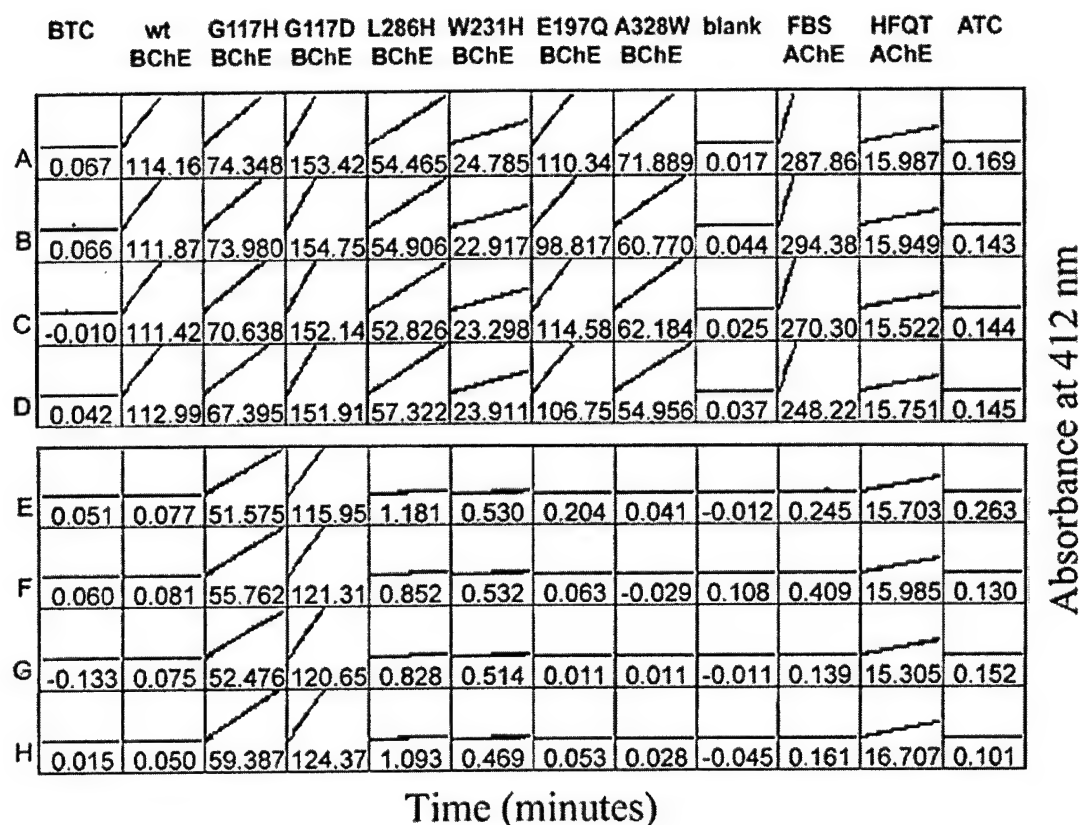 BTC wt G117H G117D L286H W231H E197Q A328W blank FBS HFQT ATC
BChE BChE BChE BChE BChE BChE BChE AChE AChE
A 0.067 114.16 74.348 153.42 54.465 24.785 110.34 71.889 0.017 287.86 15.987 0.169
B 0.066 111.87 73.980 154.75 54.906 22.917 98.817 60.770 0.044 294.38 15.949 0.143
C -0.010 111.42 70.638 152.14 52.826 23.298 114.58 62.184 0.025 270.30 15.522 0.144
D 0.042 112.99 67.395 151.91 57.322 23.911 106.75 54.956 0.037 248.22 15.751 0.145
E 0.051 0.077 51.575 115.95 1.181 0.530 0.204 0.041 -0.012 0.245 15.703 0.263
F 0.060 0.081 55.762 121.31 0.852 0.532 0.063 -0.029 0.108 0.409 15.985 0.130
G -0.133 0.075 52.476 120.65 0.828 0.514 0.011 0.011 -0.011 0.139 15.305 0.152
H 0.015 0.050 59.387 124.37 1.093 0.469 0.053 0.028 -0.045 0.161 16.707 0.101
Absorbance at 412 nm
Time (minutes)